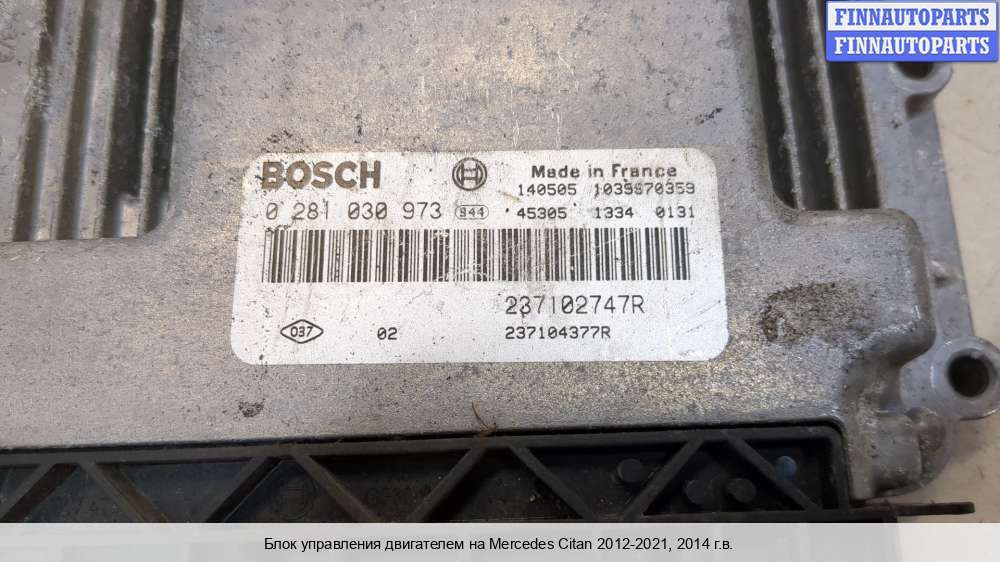 FINNAUTOPARTS
FINNAUTOPARTS
BOSCH
Made in France
140505 1039S70359
0 281 030 973 944 45305 1334 0131
237102747R
037 02 237104377R
Блок управления двигателем на Mercedes Citan 2012-2021, 2014 г.в.